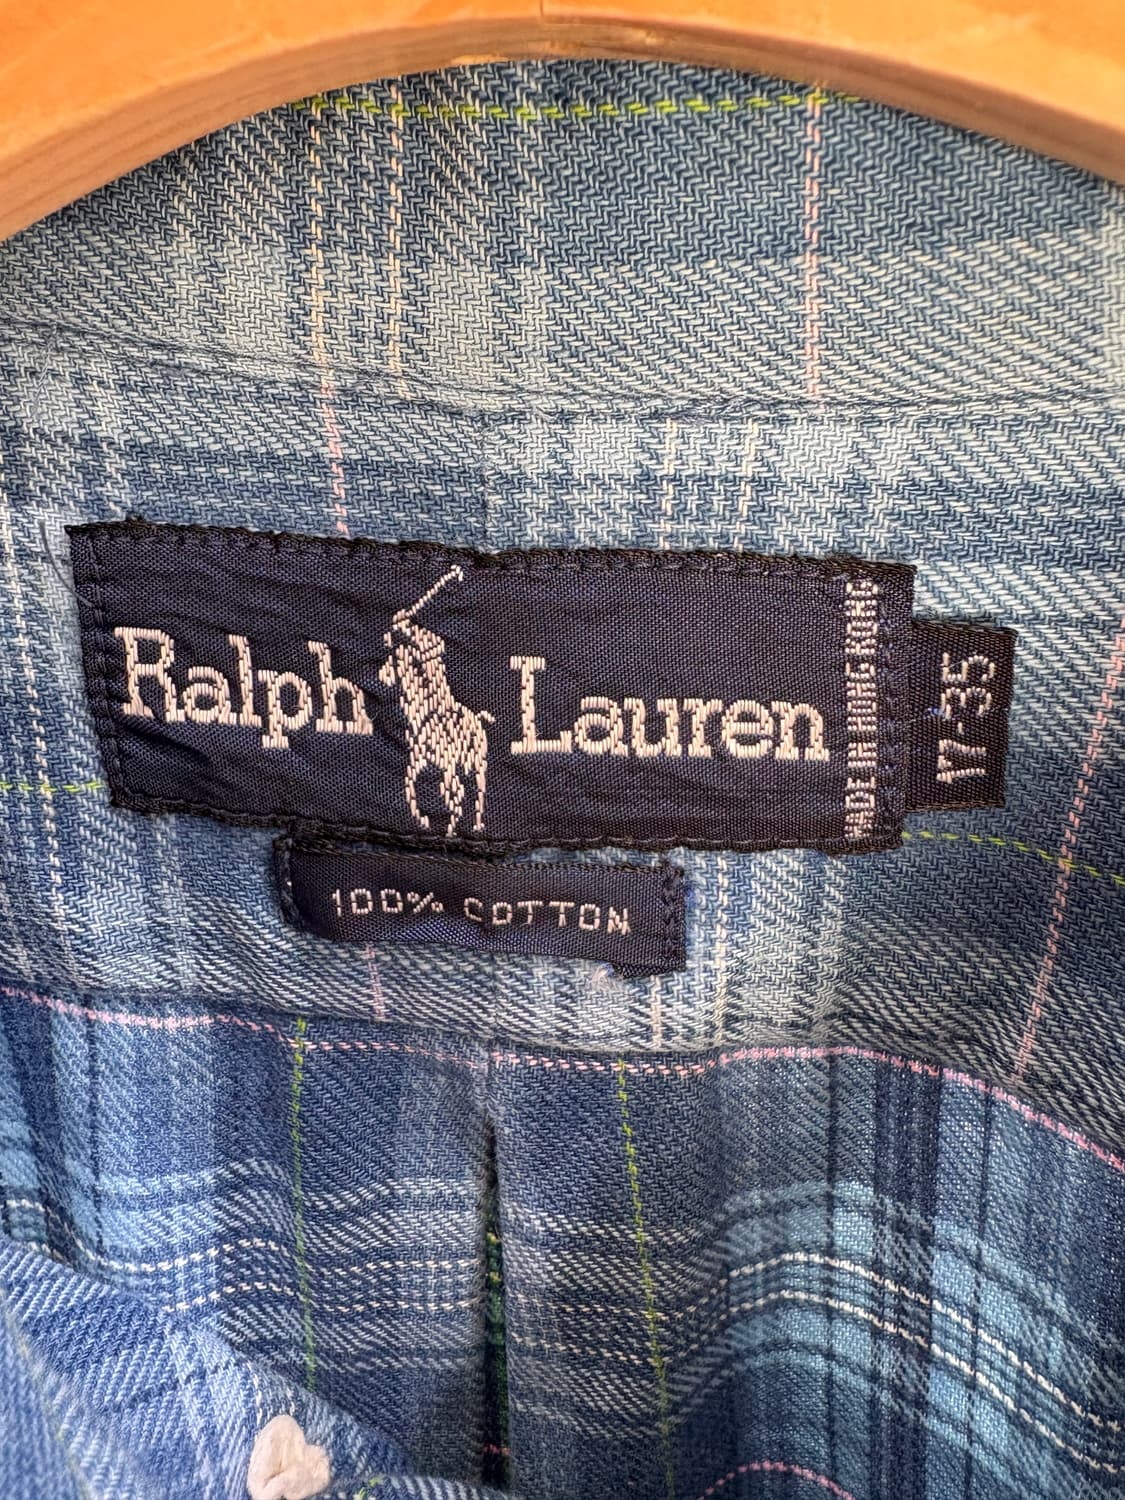 Ralph Lauren
MADE IN HONG KONG
17-35
100% COTTON